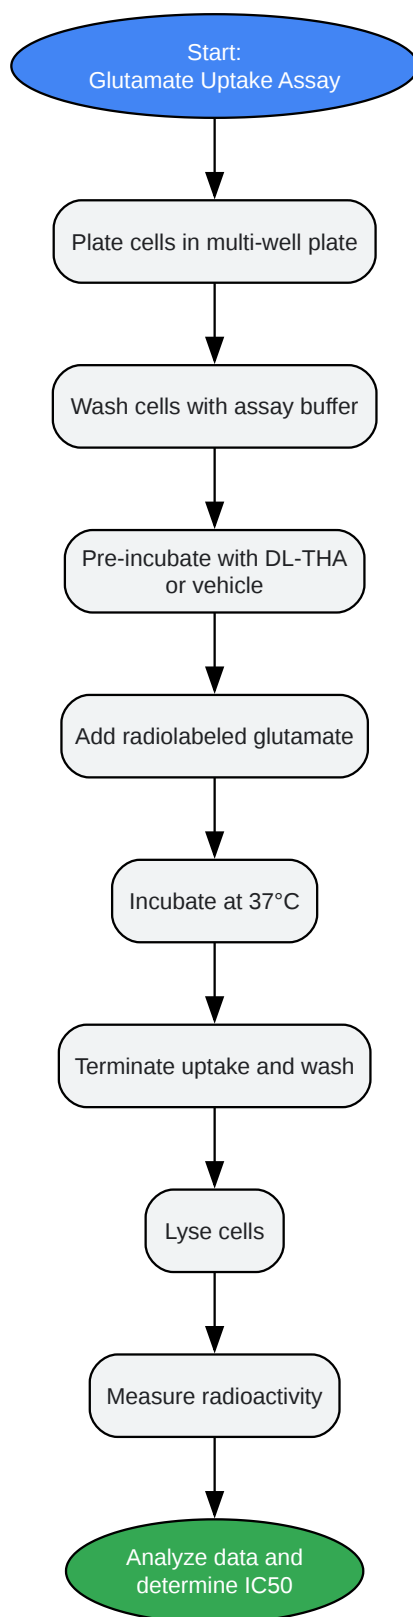 Start:
Glutamate Uptake Assay
Plate cells in multi-well plate
Wash cells with assay buffer
Pre-incubate with DL-THA
or vehicle
Add radiolabeled glutamate
Incubate at 37°C
Terminate uptake and wash
Lyse cells
Measure radioactivity
Analyze data and
determine IC50